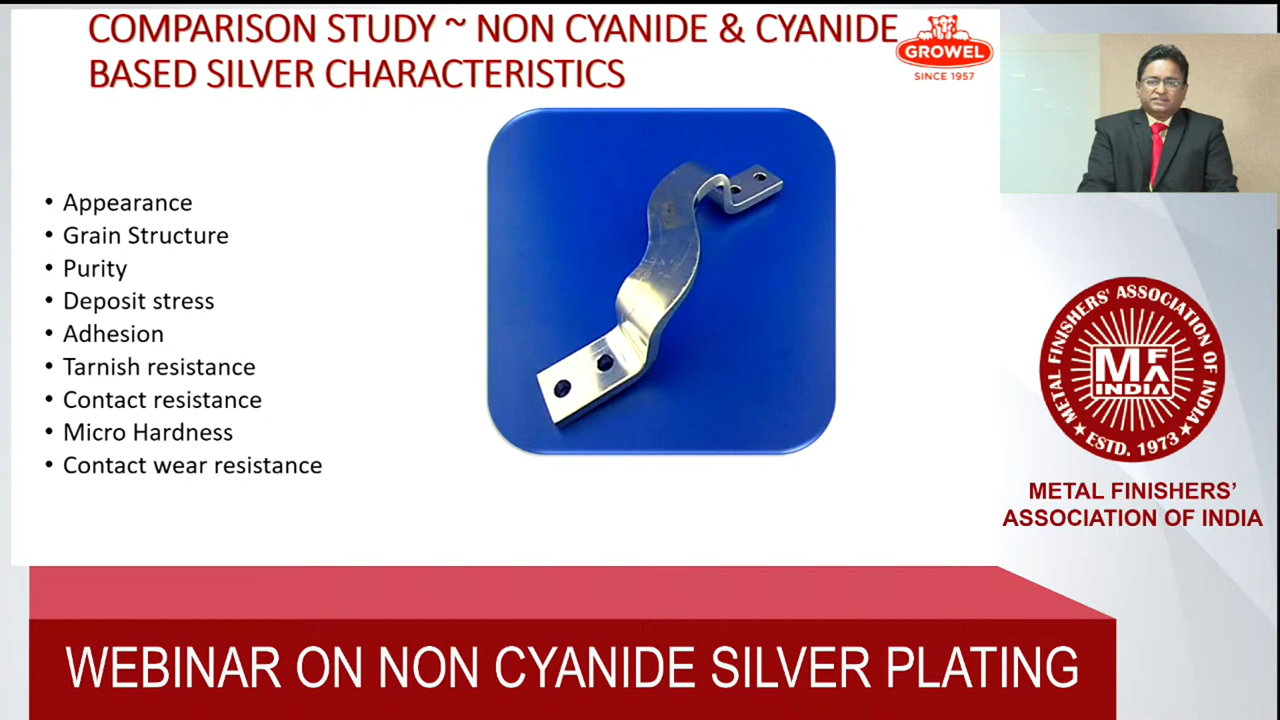 COMPARISON STUDY ~ NON CYANIDE & CYANIDE
BASED SILVER CHARACTERISTICS
GROWEL
SINCE 1957
• Appearance
• Grain Structure
• Purity
• Deposit stress
• Adhesion
• Tarnish resistance
• Contact resistance
• Micro Hardness
• Contact wear resistance
METAL FINISHERS' ASSOCIATION OF INDIA
MFA
INDIA
ESTD. 1973
METAL FINISHERS’
ASSOCIATION OF INDIA
WEBINAR ON NON CYANIDE SILVER PLATING